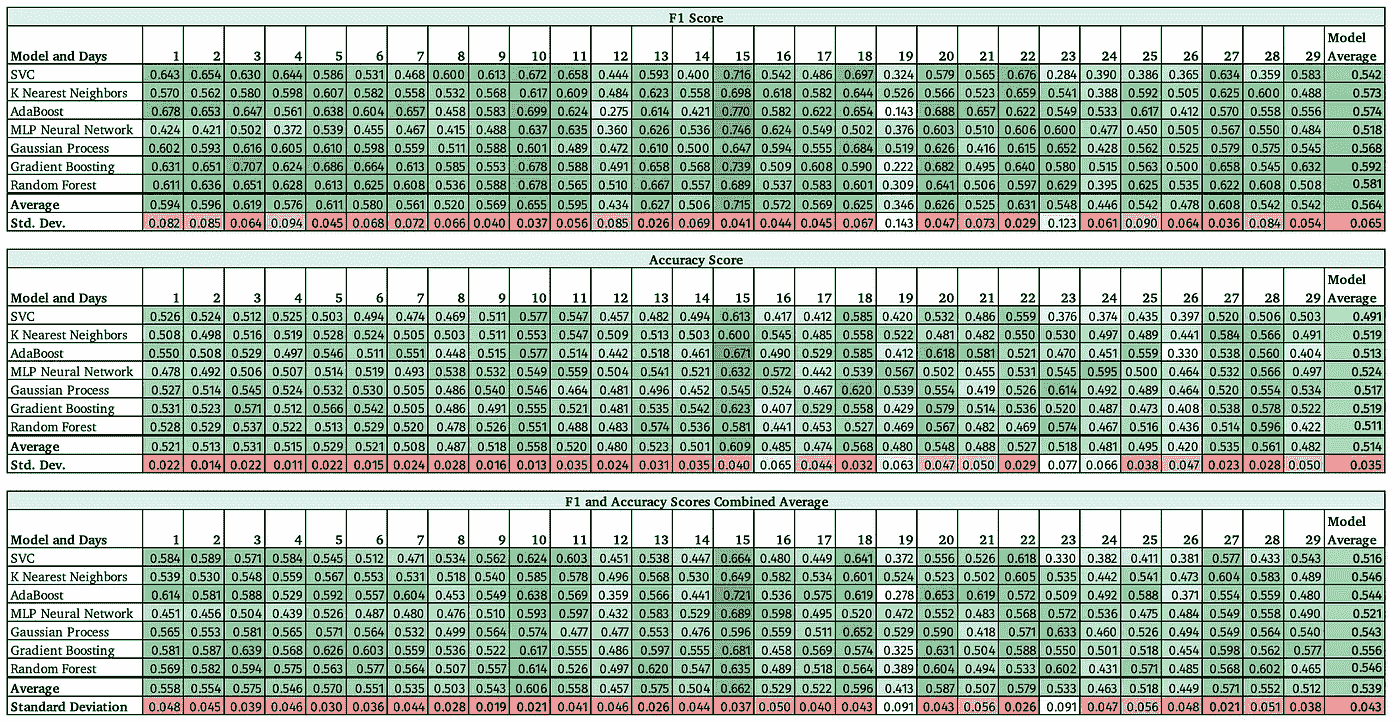 F1 Score
Model and Days 1 2 3 4 5 6 7 8 9 10 11 12 13 14 15 16 17 18 19 20 21 22 23 24 25 26 27 28 29 Model Average
SVC 0.643 0.654 0.630 0.644 0.586 0.531 0.468 0.600 0.613 0.672 0.658 0.444 0.593 0.400 0.716 0.542 0.486 0.697 0.324 0.579 0.565 0.676 0.284 0.390 0.386 0.365 0.634 0.359 0.583 0.542
K Nearest Neighbors 0.570 0.562 0.580 0.598 0.607 0.582 0.558 0.532 0.568 0.617 0.609 0.484 0.623 0.558 0.698 0.618 0.582 0.644 0.526 0.566 0.523 0.659 0.541 0.388 0.592 0.505 0.625 0.600 0.488 0.573
AdaBoost 0.678 0.653 0.647 0.561 0.638 0.604 0.657 0.458 0.583 0.699 0.624 0.275 0.614 0.421 0.770 0.582 0.622 0.654 0.143 0.688 0.657 0.622 0.549 0.533 0.617 0.412 0.570 0.558 0.556 0.574
MLP Neural Network 0.424 0.421 0.502 0.372 0.539 0.455 0.467 0.415 0.488 0.637 0.635 0.360 0.626 0.536 0.746 0.624 0.549 0.502 0.376 0.603 0.510 0.606 0.600 0.477 0.450 0.505 0.567 0.550 0.484 0.518
Gaussian Process 0.602 0.593 0.616 0.605 0.610 0.598 0.559 0.511 0.588 0.601 0.489 0.472 0.610 0.500 0.647 0.594 0.555 0.684 0.519 0.626 0.416 0.615 0.652 0.428 0.562 0.525 0.579 0.575 0.545 0.568
Gradient Boosting 0.631 0.651 0.707 0.624 0.686 0.664 0.613 0.585 0.553 0.678 0.588 0.491 0.658 0.568 0.739 0.509 0.608 0.590 0.222 0.682 0.495 0.640 0.580 0.515 0.563 0.500 0.658 0.545 0.632 0.592
Random Forest 0.611 0.636 0.651 0.628 0.613 0.625 0.608 0.536 0.588 0.678 0.565 0.510 0.667 0.557 0.689 0.537 0.583 0.601 0.309 0.641 0.506 0.597 0.629 0.395 0.625 0.535 0.622 0.608 0.508 0.581
Average 0.594 0.596 0.619 0.576 0.611 0.580 0.561 0.520 0.569 0.655 0.595 0.434 0.627 0.506 0.715 0.572 0.569 0.625 0.346 0.626 0.525 0.631 0.548 0.446 0.542 0.478 0.608 0.542 0.542 0.564
Std. Dev. 0.082 0.085 0.064 0.094 0.045 0.068 0.072 0.066 0.040 0.037 0.056 0.085 0.026 0.069 0.041 0.044 0.045 0.067 0.143 0.047 0.073 0.029 0.123 0.061 0.090 0.064 0.036 0.084 0.054 0.065
Accuracy Score
Model and Days 1 2 3 4 5 6 7 8 9 10 11 12 13 14 15 16 17 18 19 20 21 22 23 24 25 26 27 28 29 Model Average
SVC 0.526 0.524 0.512 0.525 0.503 0.494 0.474 0.469 0.511 0.577 0.547 0.457 0.482 0.494 0.613 0.417 0.412 0.585 0.420 0.532 0.486 0.559 0.376 0.374 0.435 0.397 0.520 0.506 0.503 0.491
K Nearest Neighbors 0.508 0.498 0.516 0.519 0.528 0.524 0.505 0.503 0.511 0.553 0.547 0.509 0.513 0.503 0.600 0.545 0.485 0.558 0.522 0.481 0.482 0.550 0.530 0.497 0.489 0.441 0.584 0.566 0.491 0.519
AdaBoost 0.550 0.508 0.529 0.497 0.546 0.511 0.551 0.448 0.515 0.577 0.514 0.442 0.518 0.461 0.671 0.490 0.529 0.585 0.412 0.618 0.581 0.521 0.470 0.451 0.559 0.330 0.538 0.560 0.404 0.513
MLP Neural Network 0.478 0.492 0.506 0.507 0.514 0.519 0.493 0.538 0.532 0.549 0.559 0.504 0.541 0.521 0.632 0.572 0.442 0.539 0.567 0.502 0.455 0.531 0.545 0.595 0.500 0.464 0.532 0.566 0.497 0.524
Gaussian Process 0.527 0.514 0.545 0.524 0.532 0.530 0.505 0.486 0.540 0.546 0.464 0.481 0.496 0.452 0.545 0.524 0.467 0.620 0.539 0.554 0.419 0.526 0.614 0.492 0.489 0.464 0.520 0.554 0.534 0.517
Gradient Boosting 0.531 0.523 0.571 0.512 0.566 0.542 0.505 0.486 0.491 0.555 0.521 0.481 0.535 0.542 0.623 0.407 0.529 0.558 0.429 0.579 0.514 0.536 0.520 0.487 0.473 0.408 0.538 0.578 0.522 0.519
Random Forest 0.528 0.529 0.537 0.522 0.513 0.529 0.520 0.478 0.526 0.551 0.488 0.483 0.574 0.536 0.581 0.441 0.453 0.527 0.469 0.567 0.482 0.469 0.574 0.467 0.516 0.436 0.514 0.596 0.422 0.511
Average 0.521 0.513 0.531 0.515 0.529 0.521 0.508 0.487 0.518 0.558 0.520 0.480 0.523 0.501 0.609 0.485 0.474 0.568 0.480 0.548 0.488 0.527 0.518 0.481 0.495 0.420 0.535 0.561 0.482 0.514
Std. Dev. 0.022 0.014 0.022 0.011 0.022 0.015 0.024 0.028 0.016 0.013 0.035 0.024 0.031 0.035 0.040 0.065 0.044 0.032 0.063 0.047 0.050 0.029 0.077 0.066 0.038 0.047 0.023 0.028 0.050 0.035
F1 and Accuracy Scores Combined Average
Model and Days 1 2 3 4 5 6 7 8 9 10 11 12 13 14 15 16 17 18 19 20 21 22 23 24 25 26 27 28 29 Model Average
SVC 0.584 0.589 0.571 0.584 0.545 0.512 0.471 0.534 0.562 0.624 0.603 0.451 0.538 0.447 0.664 0.480 0.449 0.641 0.372 0.556 0.526 0.618 0.330 0.382 0.411 0.381 0.577 0.433 0.543 0.516
K Nearest Neighbors 0.539 0.530 0.548 0.559 0.567 0.553 0.531 0.518 0.540 0.585 0.578 0.496 0.568 0.530 0.649 0.582 0.534 0.601 0.524 0.523 0.502 0.605 0.535 0.442 0.541 0.473 0.604 0.583 0.489 0.546
AdaBoost 0.614 0.581 0.588 0.529 0.592 0.557 0.604 0.453 0.549 0.638 0.569 0.359 0.566 0.441 0.721 0.536 0.575 0.619 0.278 0.653 0.619 0.572 0.509 0.492 0.588 0.371 0.554 0.559 0.480 0.544
MLP Neural Network 0.451 0.456 0.504 0.439 0.526 0.487 0.480 0.476 0.510 0.593 0.597 0.432 0.583 0.529 0.689 0.598 0.495 0.520 0.472 0.552 0.483 0.568 0.572 0.536 0.475 0.484 0.549 0.558 0.490 0.521
Gaussian Process 0.565 0.553 0.581 0.565 0.571 0.564 0.532 0.499 0.564 0.574 0.477 0.477 0.553 0.476 0.596 0.559 0.511 0.652 0.529 0.590 0.418 0.571 0.633 0.460 0.526 0.494 0.549 0.564 0.540 0.543
Gradient Boosting 0.581 0.587 0.639 0.568 0.626 0.603 0.559 0.536 0.522 0.617 0.555 0.486 0.597 0.555 0.681 0.458 0.569 0.574 0.325 0.631 0.504 0.588 0.550 0.501 0.518 0.454 0.598 0.562 0.577 0.556
Random Forest 0.569 0.582 0.594 0.575 0.563 0.577 0.564 0.507 0.557 0.614 0.526 0.497 0.620 0.547 0.635 0.489 0.518 0.564 0.389 0.604 0.494 0.533 0.602 0.431 0.571 0.485 0.568 0.602 0.465 0.546
Average 0.558 0.554 0.575 0.546 0.570 0.551 0.535 0.503 0.543 0.606 0.558 0.457 0.575 0.504 0.662 0.529 0.522 0.596 0.413 0.587 0.507 0.579 0.533 0.463 0.518 0.449 0.571 0.552 0.512 0.539
Standard Deviation 0.048 0.045 0.039 0.046 0.030 0.036 0.044 0.028 0.019 0.021 0.041 0.046 0.026 0.044 0.036 0.050 0.040 0.043 0.091 0.043 0.056 0.026 0.091 0.047 0.056 0.048 0.021 0.051 0.038 0.043